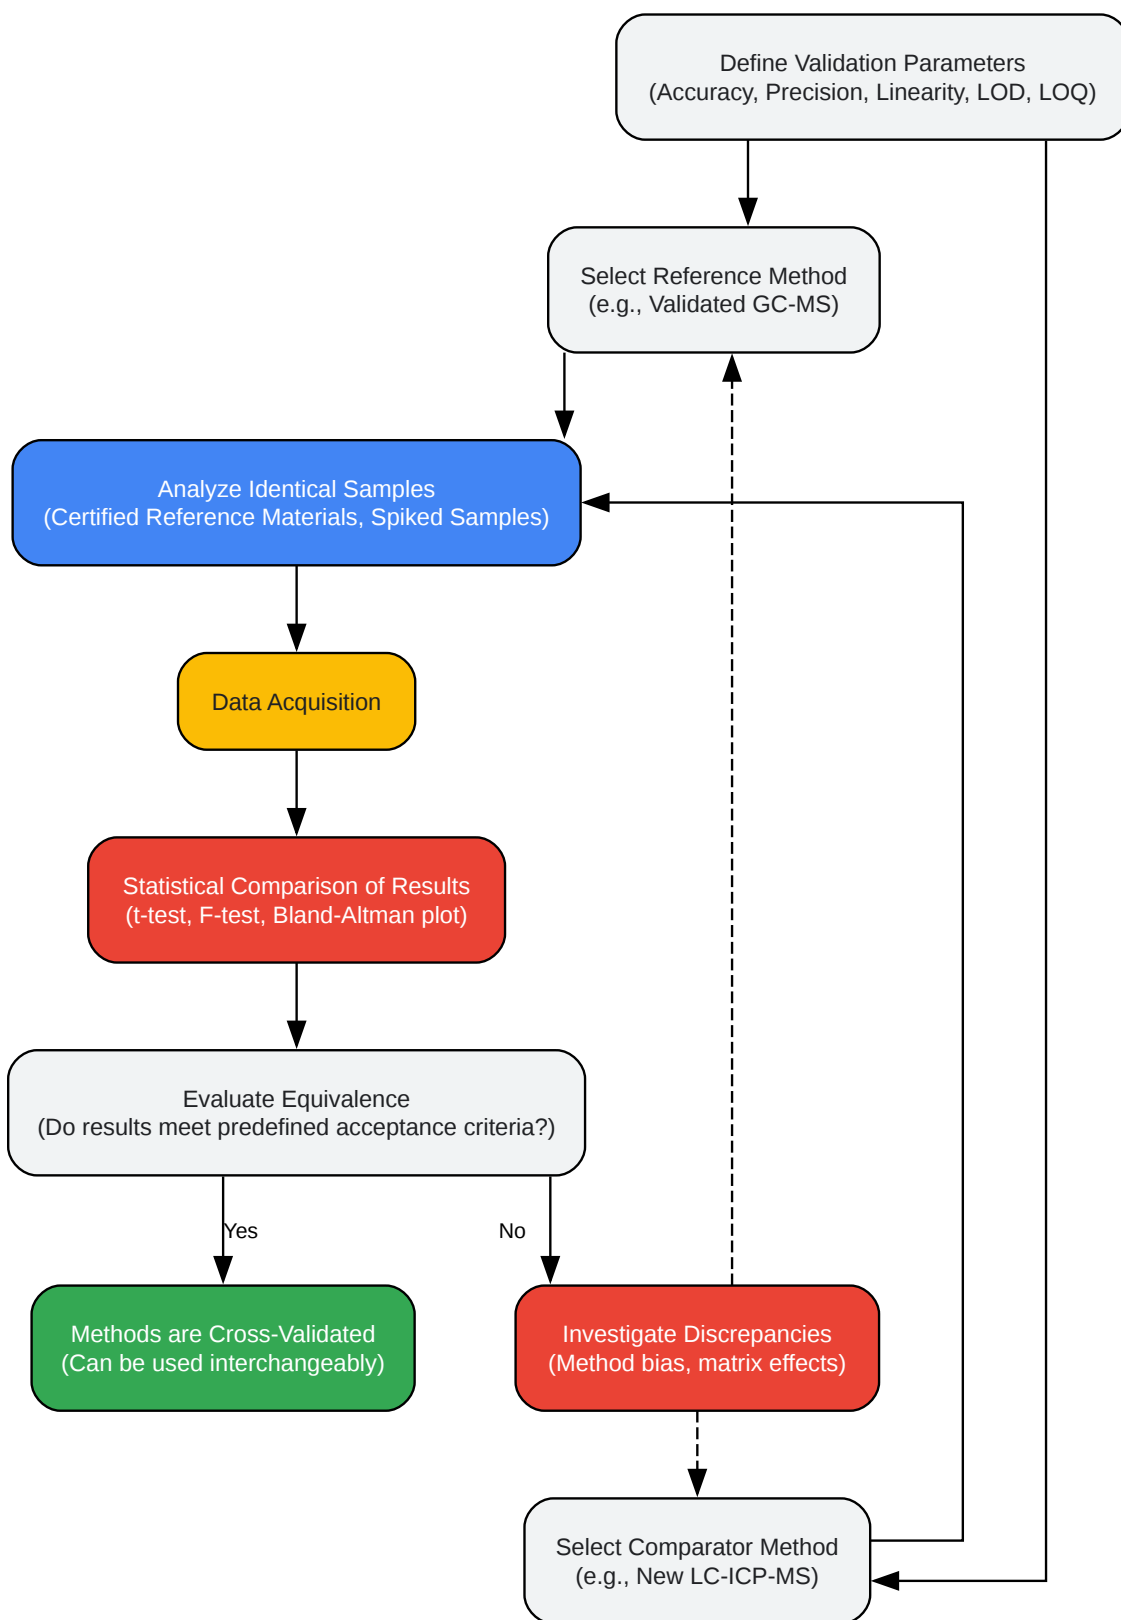 Define Validation Parameters
(Accuracy, Precision, Linearity, LOD, LOQ)
Select Reference Method
(e.g., Validated GC-MS)
Analyze Identical Samples
(Certified Reference Materials, Spiked Samples)
Data Acquisition
Statistical Comparison of Results
(t-test, F-test, Bland-Altman plot)
Evaluate Equivalence
(Do results meet predefined acceptance criteria?)
Yes
No
Methods are Cross-Validated
(Can be used interchangeably)
Investigate Discrepancies
(Method bias, matrix effects)
Select Comparator Method
(e.g., New LC-ICP-MS)